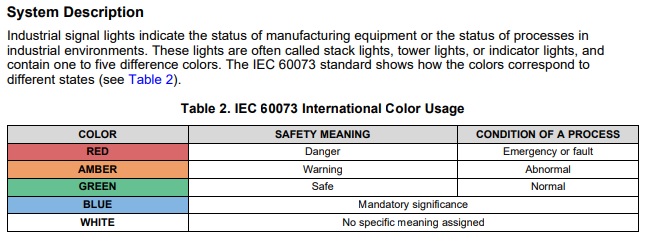 System Description
Industrial signal lights indicate the status of manufacturing equipment or the status of processes in
industrial environments. These lights are often called stack lights, tower lights, or indicator lights, and
contain one to five difference colors. The IEC 60073 standard shows how the colors correspond to
different states (see Table 2).
Table 2. IEC 60073 International Color Usage
COLOR SAFETY MEANING CONDITION OF A PROCESS
RED Danger Emergency or fault
AMBER Warning Abnormal
GREEN Safe Normal
BLUE Mandatory significance
WHITE No specific meaning assigned